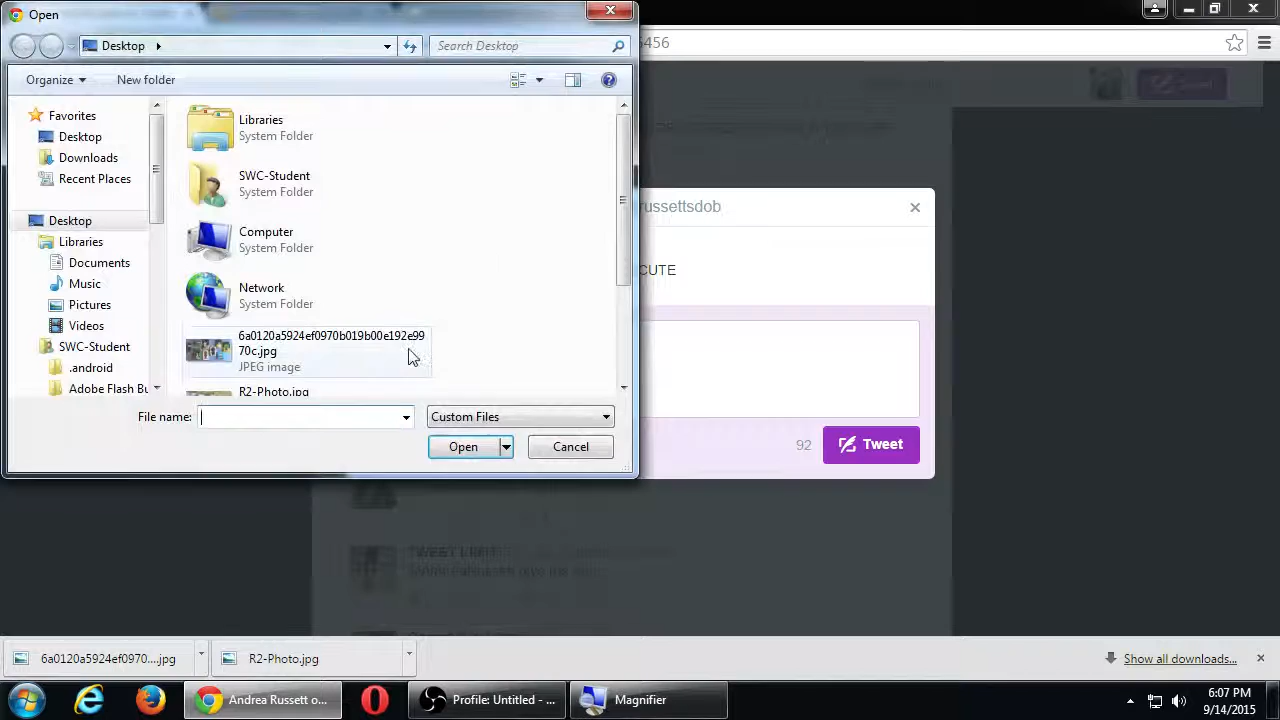 Open
Desktop
Search Desktop
5456
Organize
New folder
Favorites
Desktop
Downloads
Recent Places
Desktop
Libraries
Documents
Music
Pictures
Videos
SWC-Student
.android
Adobe Flash Bu
Libraries
System Folder
SWC-Student
System Folder
Computer
System Folder
Network
System Folder
6a0120a5924ef0970b019b00e192e99
70c.jpg
JPEG image
R2-Photo.jpg
File name:
Custom Files
Open
Cancel
russettsdob
CUTE
92
Tweet
6a0120a5924ef0970....jpg
R2-Photo.jpg
Show all downloads...
Andrea Russett o...
Profile: Untitled - ...
Magnifier
6:07 PM
9/14/2015